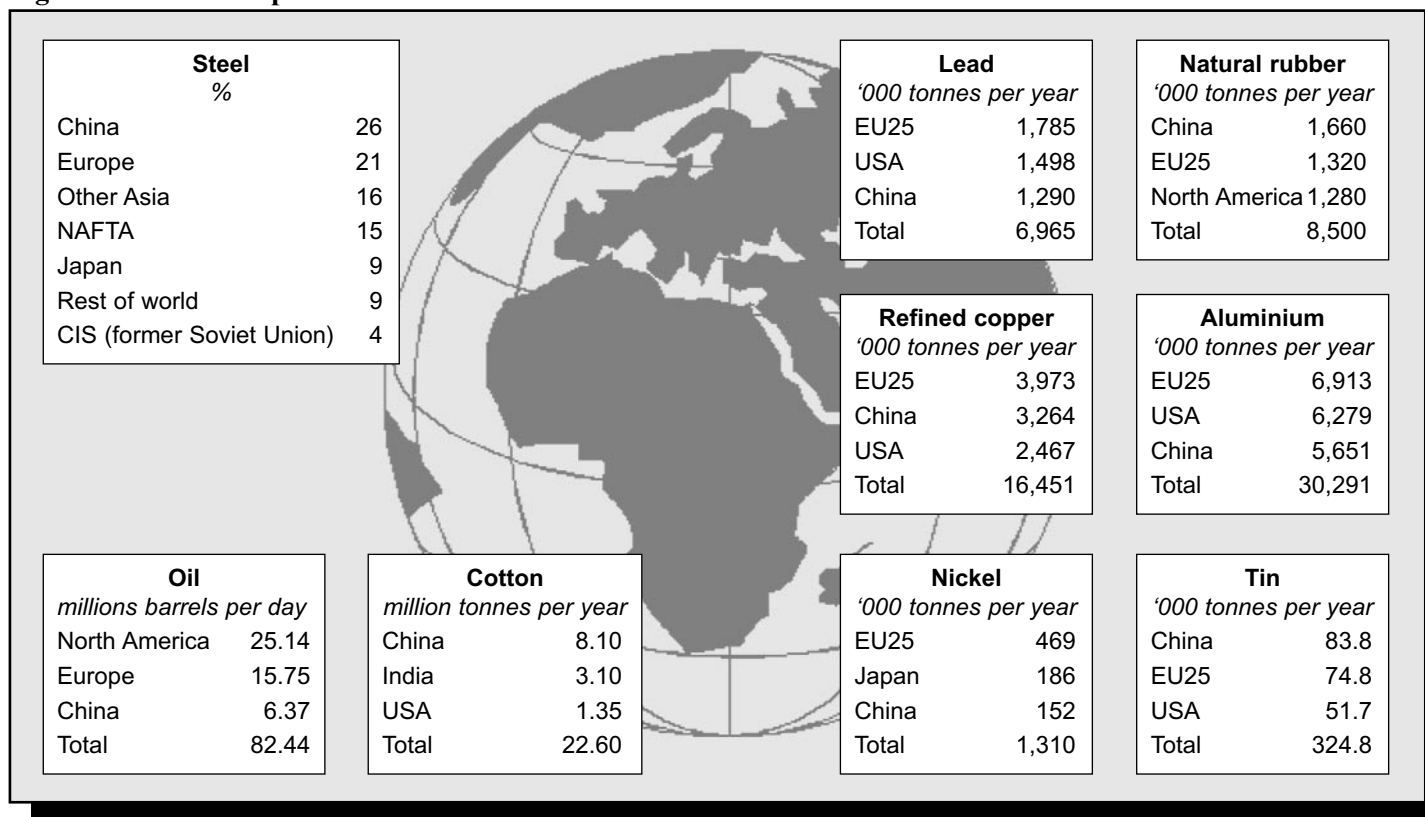 Steel
%
China 26
Europe 21
Other Asia 16
NAFTA 15
Japan 9
Rest of world 9
CIS (former Soviet Union) 4
Lead
‘000 tonnes per year
EU25 1,785
USA 1,498
China 1,290
Total 6,965
Natural rubber
‘000 tonnes per year
China 1,660
EU25 1,320
North America 1,280
Total 8,500
Refined copper
‘000 tonnes per year
EU25 3,973
China 3,264
USA 2,467
Total 16,451
Aluminium
‘000 tonnes per year
EU25 6,913
USA 6,279
China 5,651
Total 30,291
Oil
millions barrels per day
North America 25.14
Europe 15.75
China 6.37
Total 82.44
Cotton
million tonnes per year
China 8.10
India 3.10
USA 1.35
Total 22.60
Nickel
‘000 tonnes per year
EU25 469
Japan 186
China 152
Total 1,310
Tin
‘000 tonnes per year
China 83.8
EU25 74.8
USA 51.7
Total 324.8